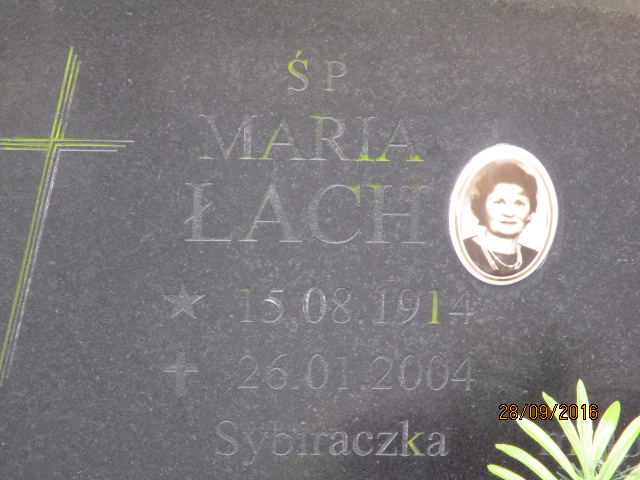 ŚP
MARIA
ŁACH
15.08.1914
26.01.2004
28/09/2016
Sybiraczka